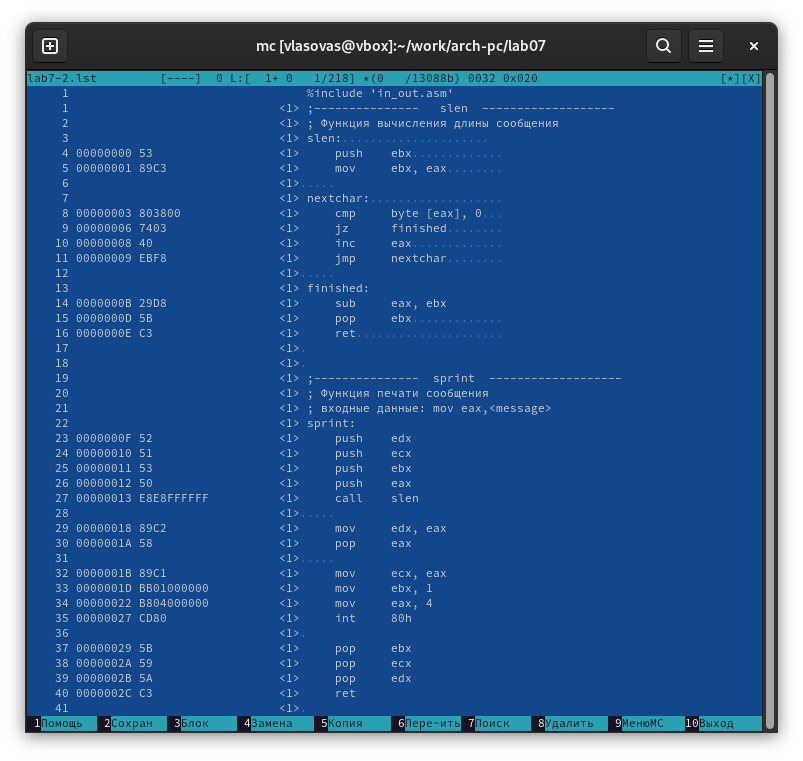 mc [vlasovas@vbox]:~/work/arch-pc/lab07
lab7-2.lst [----] 0 L:[ 1+ 0 1/218] *(0 /13088b) 0032 0x020 [*][X]
1 %include 'in_out.asm'
1 <1> ;--------------- slen -------------------
2 <1> ; Функция вычисления длины сообщения
3 <1> slen:.....................
4 00000000 53 <1> push ebx.............
5 00000001 89C3 <1> mov ebx, eax........
6 <1>.....
7 <1> nextchar:...................
8 00000003 803800 <1> cmp byte [eax], 0...
9 00000006 7403 <1> jz finished........
10 00000008 40 <1> inc eax.............
11 00000009 EBF8 <1> jmp nextchar........
12 <1>.....
13 <1> finished:
14 0000000B 29D8 <1> sub eax, ebx
15 0000000D 5B <1> pop ebx.............
16 0000000E C3 <1> ret.....................
17 <1>.
18 <1>.
19 <1> ;--------------- sprint -------------------
20 <1> ; Функция печати сообщения
21 <1> ; входные данные: mov eax,<message>
22 <1> sprint:
23 0000000F 52 <1> push edx
24 00000010 51 <1> push ecx
25 00000011 53 <1> push ebx
26 00000012 50 <1> push eax
27 00000013 E8E8FFFFFF <1> call slen
28 <1>.....
29 00000018 89C2 <1> mov edx, eax
30 0000001A 58 <1> pop eax
31 <1>.....
32 0000001B 89C1 <1> mov ecx, eax
33 0000001D BB01000000 <1> mov ebx, 1
34 00000022 B804000000 <1> mov eax, 4
35 00000027 CD80 <1> int 80h
36 <1>.
37 00000029 5B <1> pop ebx
38 0000002A 59 <1> pop ecx
39 0000002B 5A <1> pop edx
40 0000002C C3 <1> ret
41 <1>.
1Помощь 2Сохран 3Блок 4Замена 5Копия 6Пере~ить 7Поиск 8Удалить 9МенюMC 10Выход